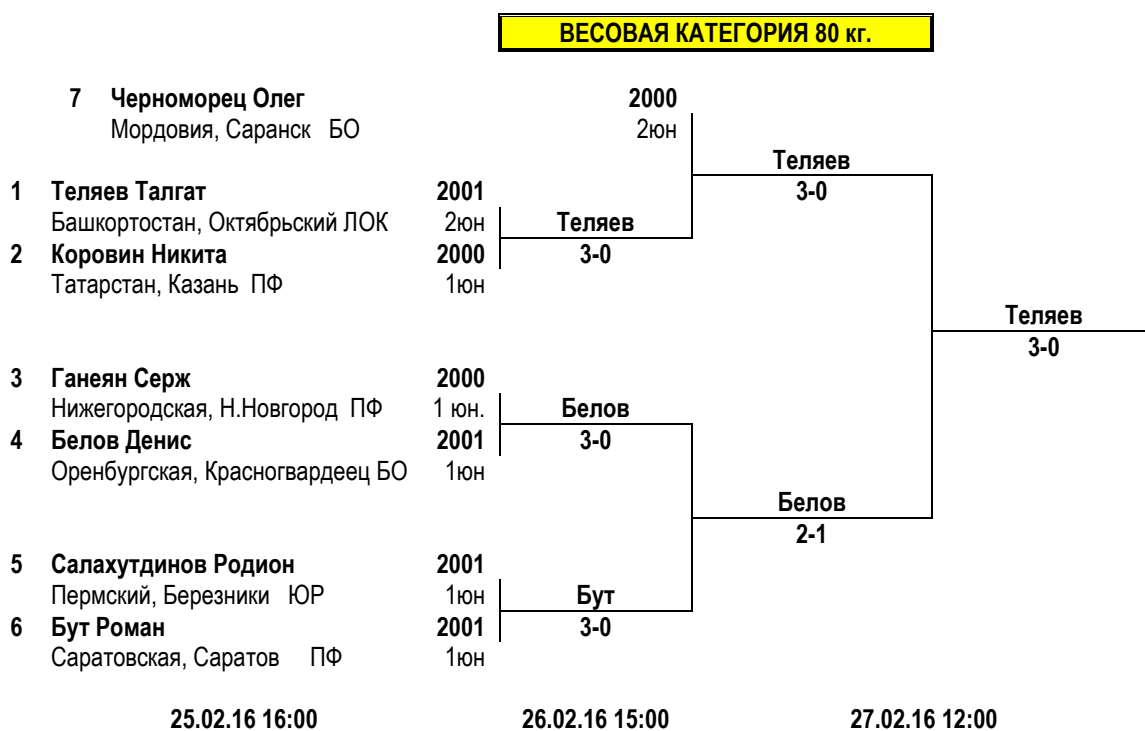 ВЕСОВАЯ КАТЕГОРИЯ 80 кг.
7 Черноморец Олег 2000
Мордовия, Саранск БО 2юн
Теляев
1 Теляев Талгат 2001 3-0
Башкортостан, Октябрьский ЛОК 2юн Теляев
2 Коровин Никита 2000 3-0
Татарстан, Казань ПФ 1юн
Теляев
3-0
3 Ганеян Серж 2000
Нижегородская, Н.Новгород ПФ 1 юн. Белов
4 Белов Денис 2001 3-0
Оренбургская, Красногвардеец БО 1юн
Белов
2-1
5 Салахутдинов Родион 2001
Пермский, Березники ЮР 1юн Бут
6 Бут Роман 2001 3-0
Саратовская, Саратов ПФ 1юн
25.02.16 16:00 26.02.16 15:00 27.02.16 12:00